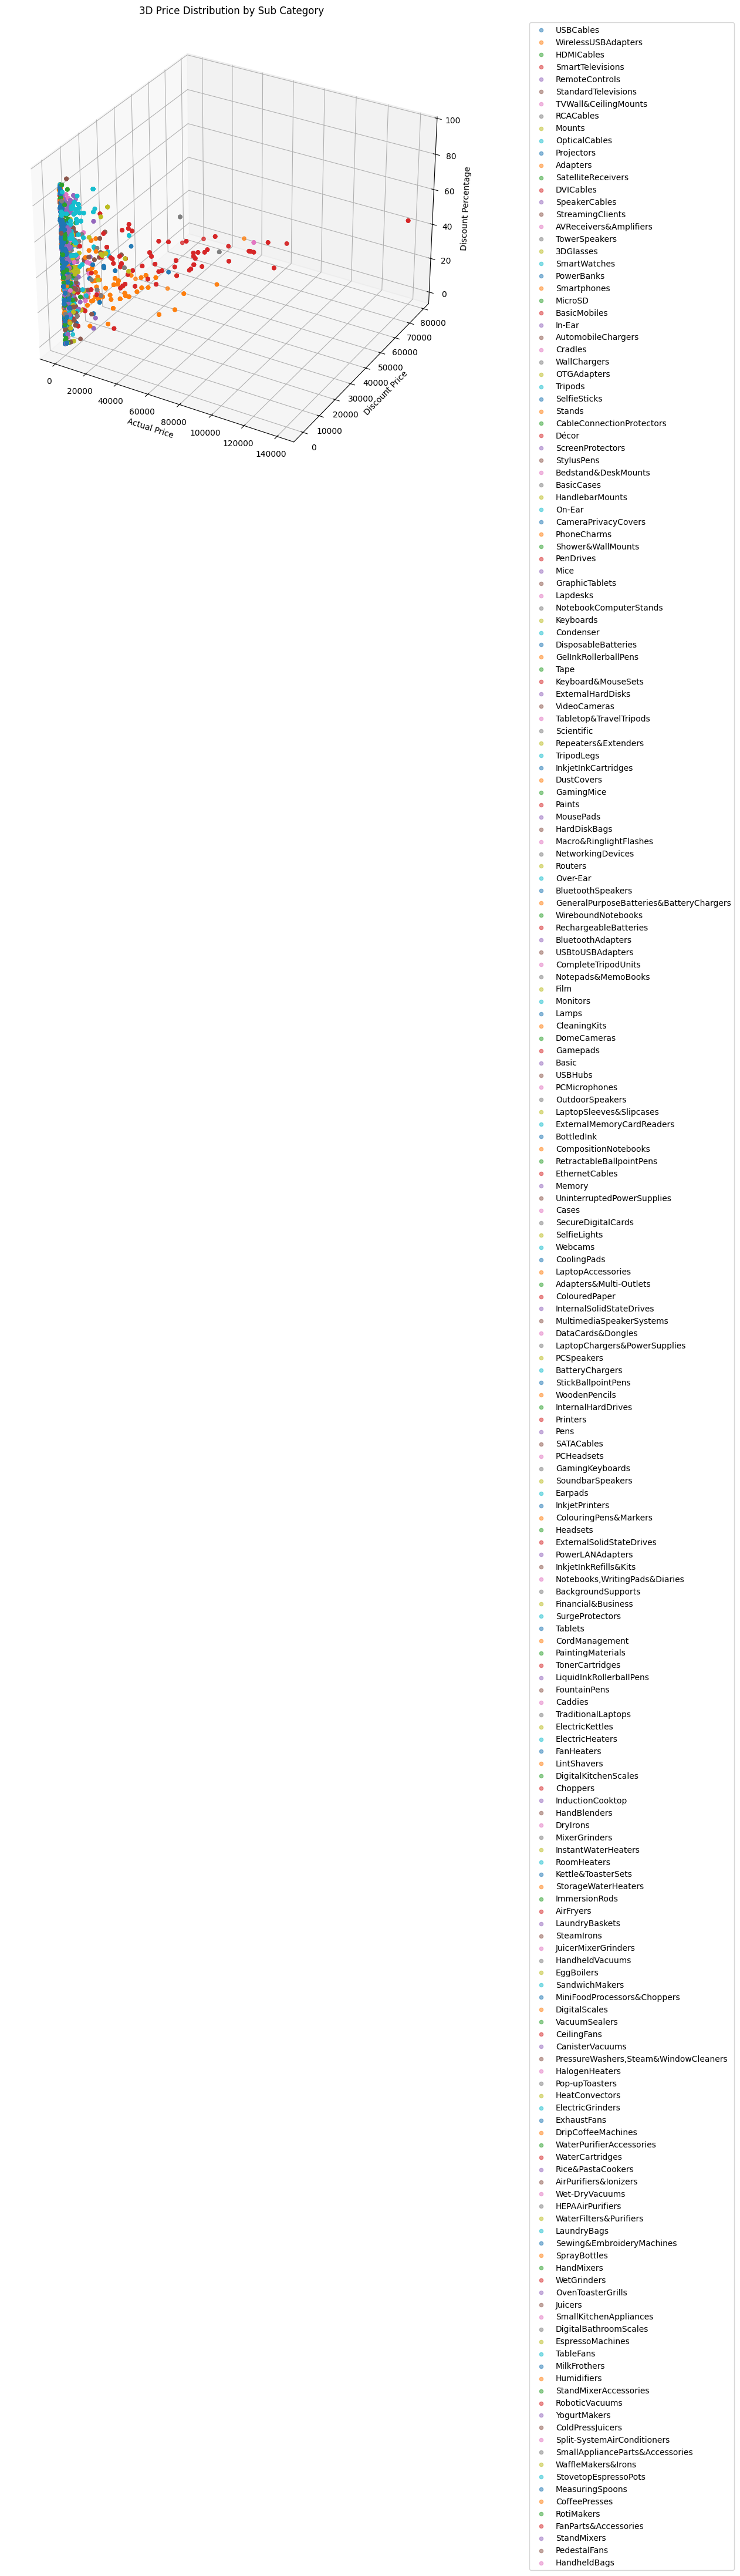 3D Price Distribution by Sub Category
100
80
60
40
20
0
Discount Percentage
80000
70000
60000
50000
40000
30000
20000
10000
0
Discount Price
0
20000
40000
60000
80000
100000
120000
140000
Actual Price
USBCables
WirelessUSBAdapters
HDMICables
SmartTelevisions
RemoteControls
StandardTelevisions
TVWall&CeilingMounts
RCACables
Mounts
OpticalCables
Projectors
Adapters
SatelliteReceivers
DVICables
SpeakerCables
StreamingClients
AVReceivers&Amplifiers
TowerSpeakers
3DGlasses
SmartWatches
PowerBanks
Smartphones
MicroSD
BasicMobiles
In-Ear
AutomobileChargers
Cradles
WallChargers
OTGAdapters
Tripods
SelfieSticks
Stands
CableConnectionProtectors
Décor
ScreenProtectors
StylusPens
Bedstand&DeskMounts
BasicCases
HandlebarMounts
On-Ear
CameraPrivacyCovers
PhoneCharms
Shower&WallMounts
PenDrives
Mice
GraphicTablets
Lapdesks
NotebookComputerStands
Keyboards
Condenser
DisposableBatteries
GelInkRollerballPens
Tape
Keyboard&MouseSets
ExternalHardDisks
VideoCameras
Tabletop&TravelTripods
Scientific
Repeaters&Extenders
TripodLegs
InkjetInkCartridges
DustCovers
GamingMice
Paints
MousePads
HardDiskBags
Macro&RinglightFlashes
NetworkingDevices
Routers
Over-Ear
BluetoothSpeakers
GeneralPurposeBatteries&BatteryChargers
WireboundNotebooks
RechargeableBatteries
BluetoothAdapters
USBtoUSBAdapters
CompleteTripodUnits
Notepads&MemoBooks
Film
Monitors
Lamps
CleaningKits
DomeCameras
Gamepads
Basic
USBHubs
PCMicrophones
OutdoorSpeakers
LaptopSleeves&Slipcases
ExternalMemoryCardReaders
BottledInk
CompositionNotebooks
RetractableBallpointPens
EthernetCables
Memory
UninterruptedPowerSupplies
Cases
SecureDigitalCards
SelfieLights
Webcams
CoolingPads
LaptopAccessories
Adapters&Multi-Outlets
ColouredPaper
InternalSolidStateDrives
MultimediaSpeakerSystems
DataCards&Dongles
LaptopChargers&PowerSupplies
PCSpeakers
BatteryChargers
StickBallpointPens
WoodenPencils
InternalHardDrives
Printers
Pens
SATACables
PCHeadsets
GamingKeyboards
SoundbarSpeakers
Earpads
InkjetPrinters
ColouringPens&Markers
Headsets
ExternalSolidStateDrives
PowerLANAdapters
InkjetInkRefills&Kits
Notebooks,WritingPads&Diaries
BackgroundSupports
Financial&Business
SurgeProtectors
Tablets
CordManagement
PaintingMaterials
TonerCartridges
LiquidInkRollerballPens
FountainPens
Caddies
TraditionalLaptops
ElectricKettles
ElectricHeaters
FanHeaters
LintShavers
DigitalKitchenScales
Choppers
InductionCooktop
HandBlenders
DryIrons
MixerGrinders
InstantWaterHeaters
RoomHeaters
Kettle&ToasterSets
StorageWaterHeaters
ImmersionRods
AirFryers
LaundryBaskets
SteamIrons
JuicerMixerGrinders
HandheldVacuums
EggBoilers
SandwichMakers
MiniFoodProcessors&Choppers
DigitalScales
VacuumSealers
CeilingFans
CanisterVacuums
PressureWashers,Steam&WindowCleaners
HalogenHeaters
Pop-upToasters
HeatConvectors
ElectricGrinders
ExhaustFans
DripCoffeeMachines
WaterPurifierAccessories
WaterCartridges
Rice&PastaCookers
AirPurifiers&Ionizers
Wet-DryVacuums
HEPAAirPurifiers
WaterFilters&Purifiers
LaundryBags
Sewing&EmbroideryMachines
SprayBottles
HandMixers
WetGrinders
OvenToasterGrills
Juicers
SmallKitchenAppliances
DigitalBathroomScales
EspressoMachines
TableFans
MilkFrothers
Humidifiers
StandMixerAccessories
RoboticVacuums
YogurtMakers
ColdPressJuicers
Split-SystemAirConditioners
SmallApplianceParts&Accessories
WaffleMakers&Irons
StovetopEspressoPots
MeasuringSpoons
CoffeePresses
RotiMakers
FanParts&Accessories
StandMixers
PedestalFans
HandheldBags